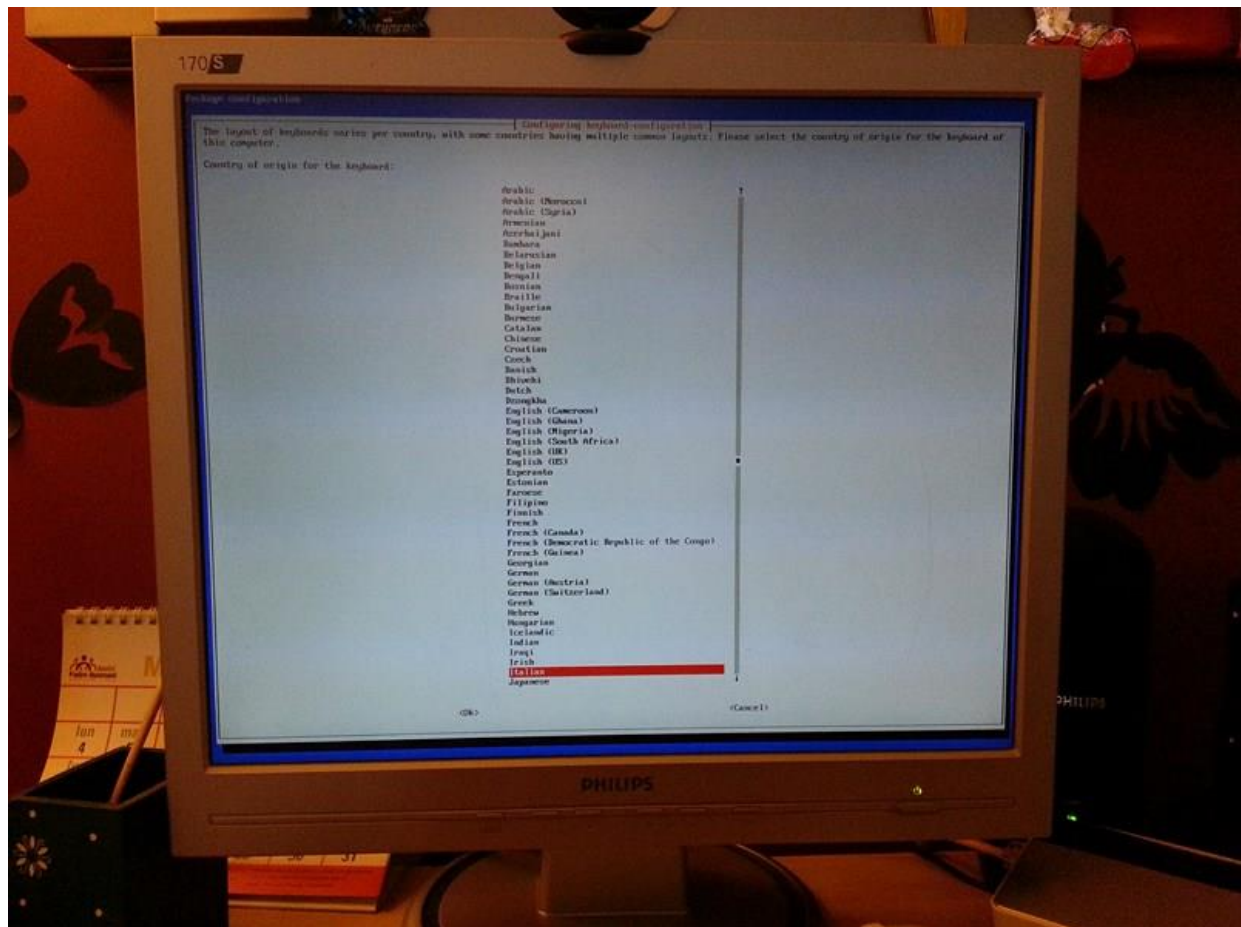 170 S
Package configuration
Configuring keyboard-configuration
The layout of keyboards varies per country, with some countries having multiple common layouts. Please select the country of origin for the keyboard of
this computer.
Country of origin for the keyboard:
Arabic
Arabic (Morocco)
Arabic (Syria)
Armenian
Azerbaijani
Bambara
Belarusian
Belgian
Bengali
Bosnian
Braille
Bulgarian
Burmese
Catalan
Chinese
Croatian
Czech
Danish
Dhivehi
Dutch
Dzongkha
English (Cameroon)
English (Ghana)
English (Nigeria)
English (South Africa)
English (UK)
English (US)
Esperanto
Estonian
Faroese
Filipino
Finnish
French
French (Canada)
French (Democratic Republic of the Congo)
French (Guinea)
Georgian
German
German (Austria)
German (Switzerland)
Greek
Hebrew
Hungarian
Icelandic
Indian
Iraqi
Irish
Italian
Japanese
<Ok> <Cancel>
PHILIPS
PHILIPS
lun
4
30 31